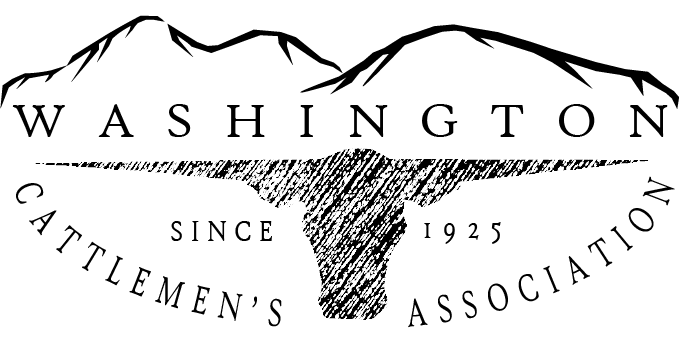 WASHINGTON
SINCE 1925
CATTLEMEN'S ASSOCIATION